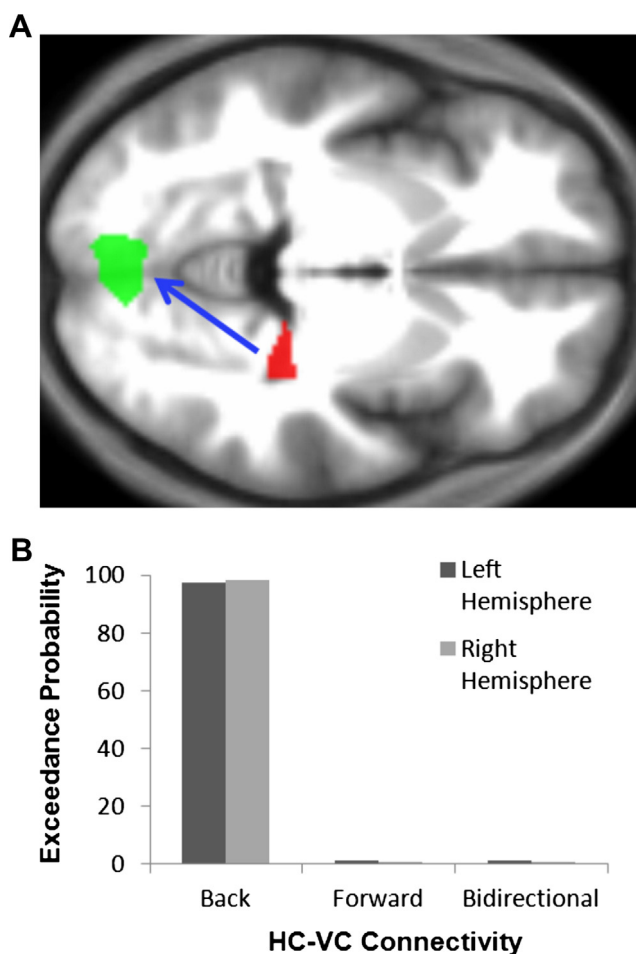 A
B
Exceedance Probability
100
80
60
40
20
0
Left
Hemisphere
Right
Hemisphere
Back Forward Bidirectional
HC-VC Connectivity